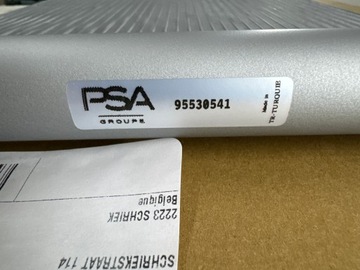 PSA
GROUPE
95530541
Made in
TR-TURQUIE
SCHRIEKSTRAAT 114
2223 SCHRIEK
Belgique